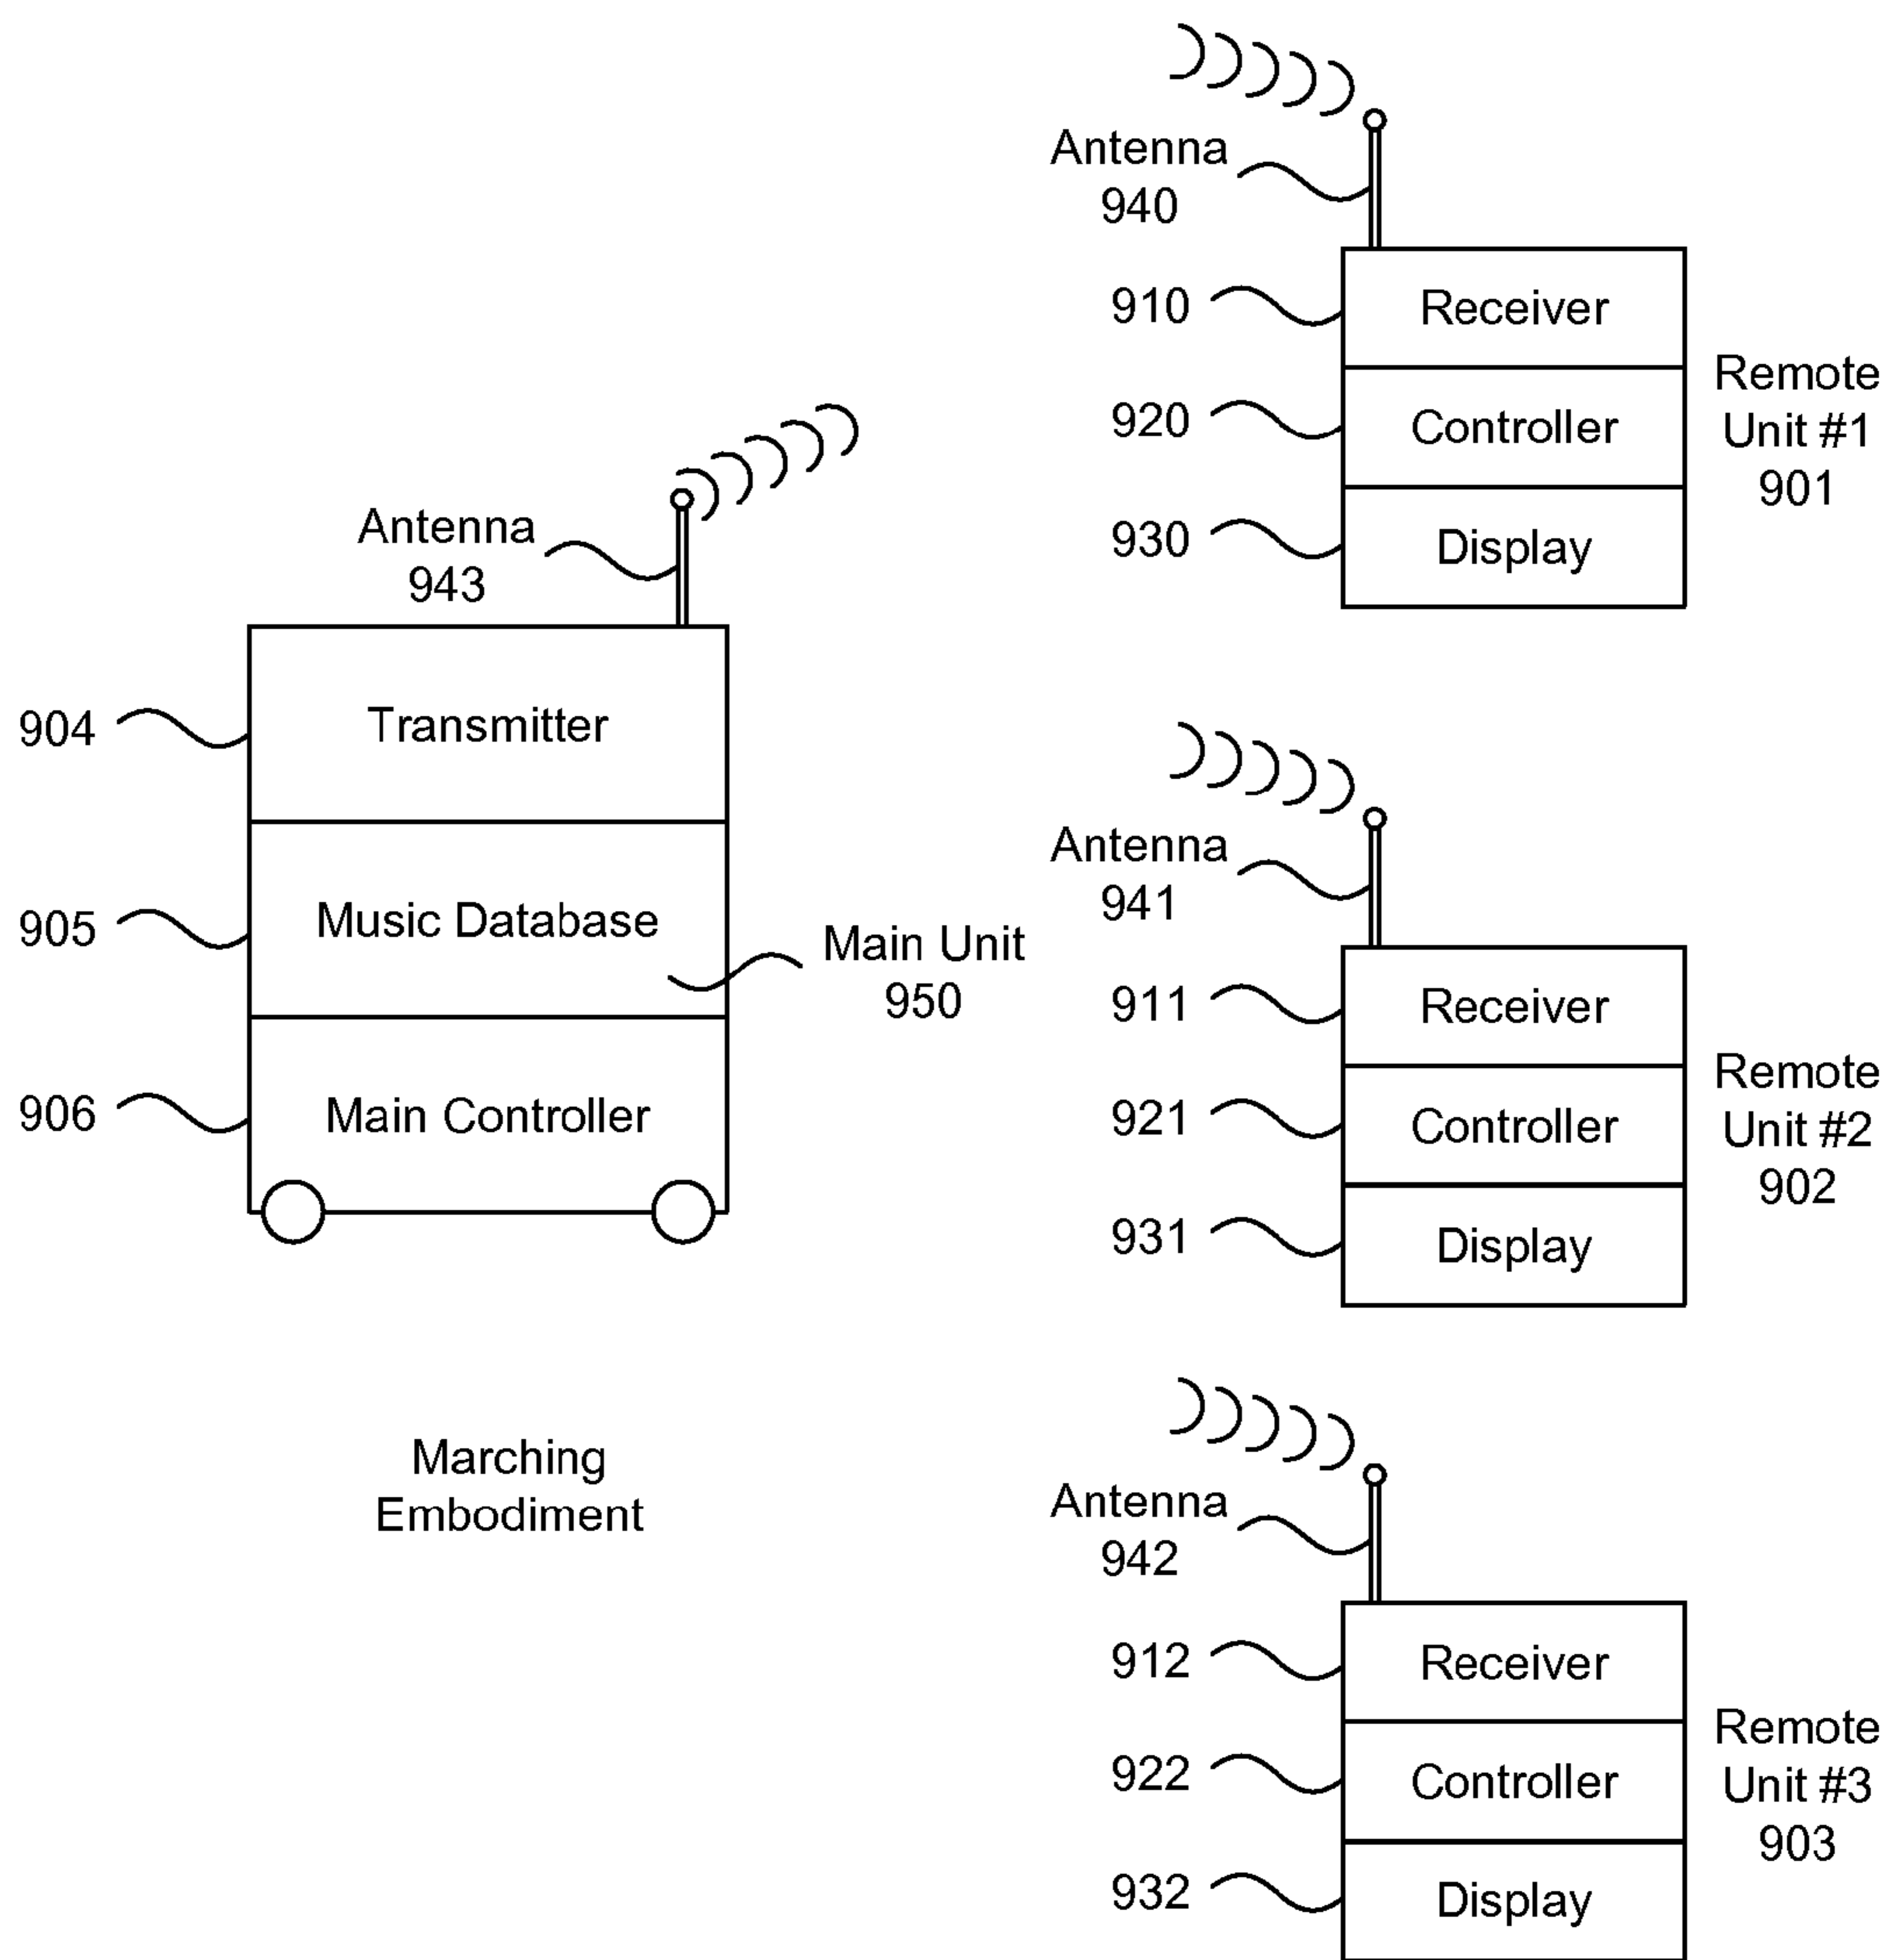 Antenna
943
904
Transmitter
905
Music Database
Main Unit
950
906
Main Controller
Marching
Embodiment
Antenna
940
910
Receiver
920
Controller
930
Display
Remote
Unit #1
901
Antenna
941
911
Receiver
921
Controller
931
Display
Remote
Unit #2
902
Antenna
942
912
Receiver
922
Controller
932
Display
Remote
Unit #3
903